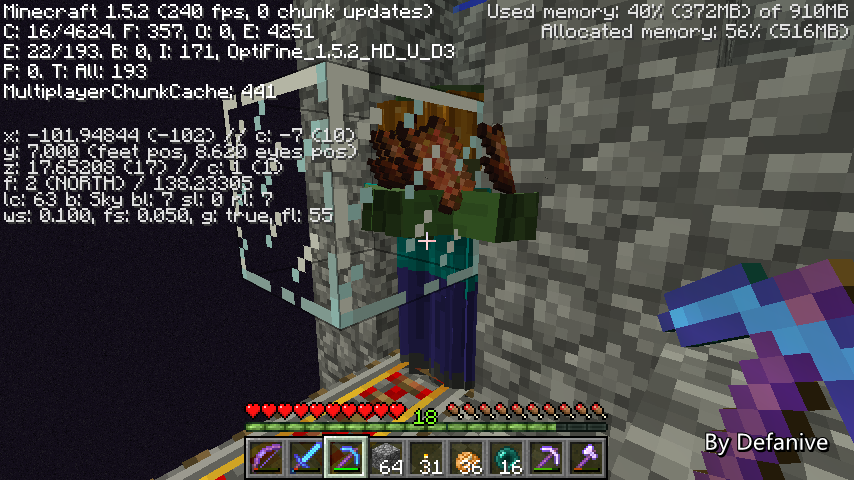 Minecraft 1.5.2 (240 fps, 0 chunk updates)
C: 16/4624, F: 357, O: 0, E: 4251
E: 22/193, B: 0, I: 171, OptiFine_1.5.2_HD_U_D3
P: 0, T: All: 193
MultiplayerChunkCache: 441
x: -101.94844 (-102) // c: -7 (10)
y: 7.000 (feet pos, 8.620 eyes pos)
z: 17.65208 (17) // c: 1 (1)
f: 2 (NORTH) / 138.23305
lc: 63 b: Sky bl: 7 sl: 0 rl: 7
ws: 0.100, fs: 0.050, g: true, fl: 55
Used memory: 40% (372MB) of 910MB
Allocated memory: 56% (516MB)
18
64
31
36
16
By Defanive